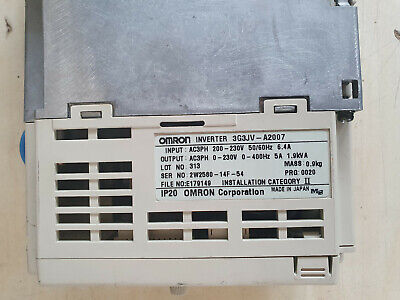 OMRON INVERTER 3G3JV-A2007
INPUT: AC3PH 200-230V 50/60Hz 6.4A
OUTPUT: AC3PH 0-230V 0-400Hz 5A 1.9kVA
LOT NO: 313 MASS: 0.9kg
SER NO: 2W2580-14F-54 PRG: 0020
FILE NO:E179149 INSTALLATION CATEGORY II
IP20 OMRON Corporation MADE IN JAPAN